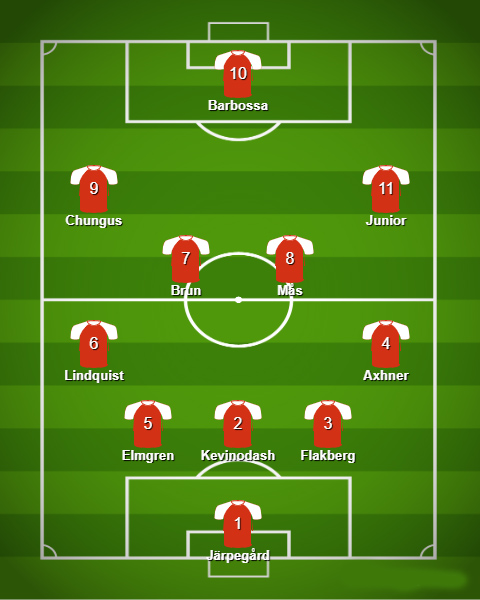 10
Barbossa
9
Chungus
11
Junior
7
Brun
8
Mas
6
Lindquist
4
Axhner
5
Elmgren
2
Kevinodash
3
Flakberg
1
Järpegård